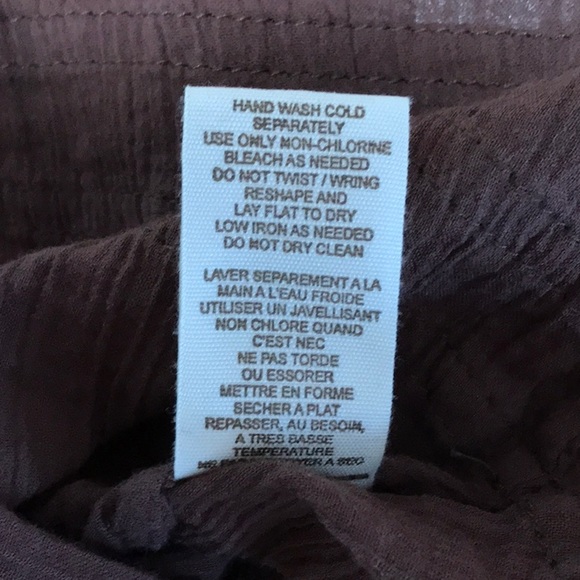 HAND WASH COLD
SEPARATELY
USE ONLY NON-CHLORINE
BLEACH AS NEEDED
DO NOT TWIST / WRING
RESHAPE AND
LAY FLAT TO DRY
LOW IRON AS NEEDED
DO NOT DRY CLEAN
LAVER SEPAREMENT A LA
MAIN A L'EAU FROIDE
UTILISER UN JAVELLISANT
NON CHLORE QUAND
C'EST NEC
NE PAS TORDE
OU ESSORER
METTRE EN FORME
SECHER A PLAT
REPASSER, AU BESOIN,
A TRES BASSE
TEMPERATURE
NE A SEC